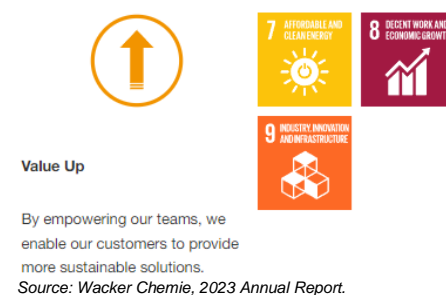 7 AFFORDABLE AND
CLEAN ENERGY
8 DECENT WORK AND
ECONOMIC GROWT
9 INDUSTRY, INNOVATION
AND INFRASTRUCTURE
Value Up
By empowering our teams, we
enable our customers to provide
more sustainable solutions.
Source: Wacker Chemie, 2023 Annual Report.